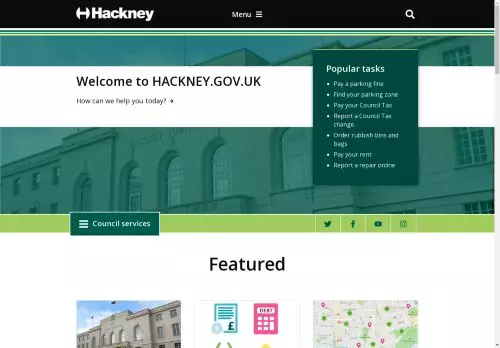 Hackney
Menu
Welcome to HACKNEY.GOV.UK
How can we help you today?
Popular tasks
Pay a parking fine
Find your parking zone
Pay your Council Tax
Report a Council Tax
change
Order rubbish bins and
bags
Pay your rent
Report a repair online
Council services
Featured
DEBT
£